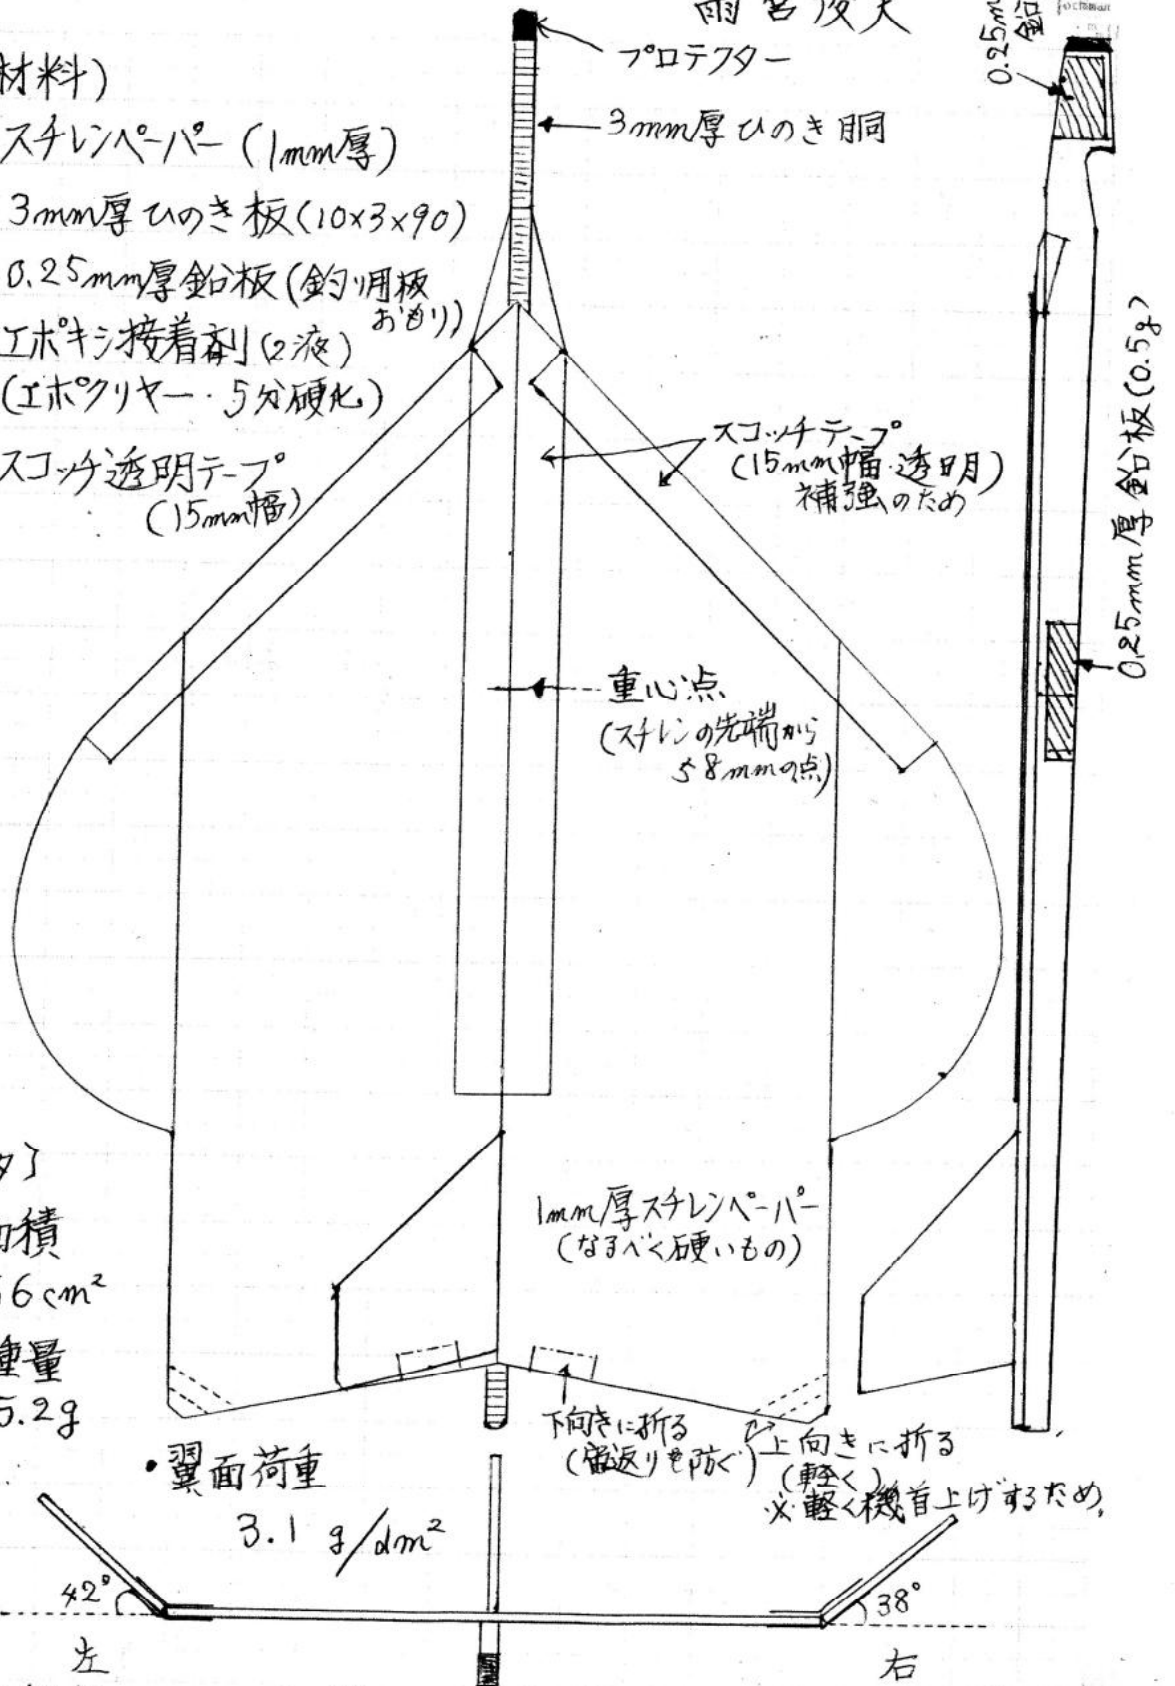 雨宮俊夫
材料)
スチレンペーパー (1mm厚)
3mm厚ひのき板(10×3×90)
0.25mm厚鉛板(釣り用板
おもり)
エポキシ接着剤(2液)
(エポクリヤー・5分硬化)
スコッチ透明テープ
(15mm幅)
プロテクター
3mm厚ひのき胴
スコッチテープ
(15mm幅・透明)
補強のため
重心点
(スチレンの先端から
58mmの点)
0.25m
鉛
0.25mm厚鉛板(0.5g)
1mm厚スチレンペーパー
(なるべく硬いもの)
積
6cm²
重量
5.2g
・翼面荷重
3.1 g/dm²
下向きに折る
(宙返りを防ぐ)
上向きに折る
(軽く)
※軽く機首上げするため。
42°
38°
左
右